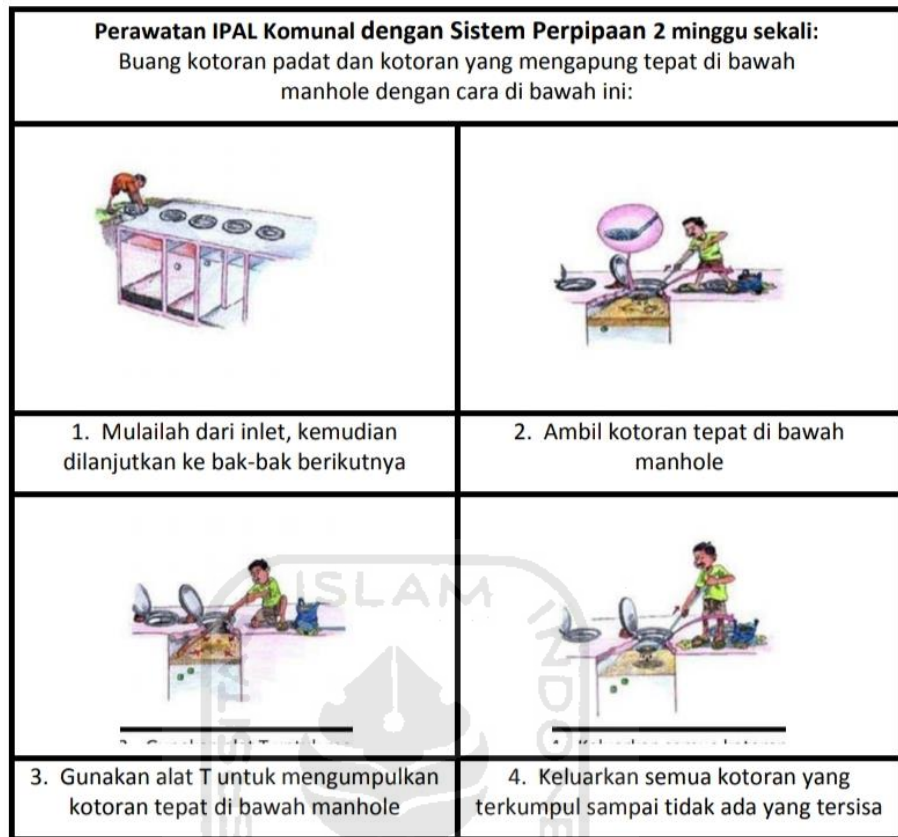 Perawatan IPAL Komunal dengan Sistem Perpipaan 2 minggu sekali:
Buang kotoran padat dan kotoran yang mengapung tepat di bawah
manhole dengan cara di bawah ini:
1. Mulailah dari inlet, kemudian
dilanjutkan ke bak-bak berikutnya
2. Ambil kotoran tepat di bawah
manhole
ISLAM
INDONE
3. Gunakan alat T untuk mengumpulkan
kotoran tepat di bawah manhole
4. Keluarkan semua kotoran yang
terkumpul sampai tidak ada yang tersisa